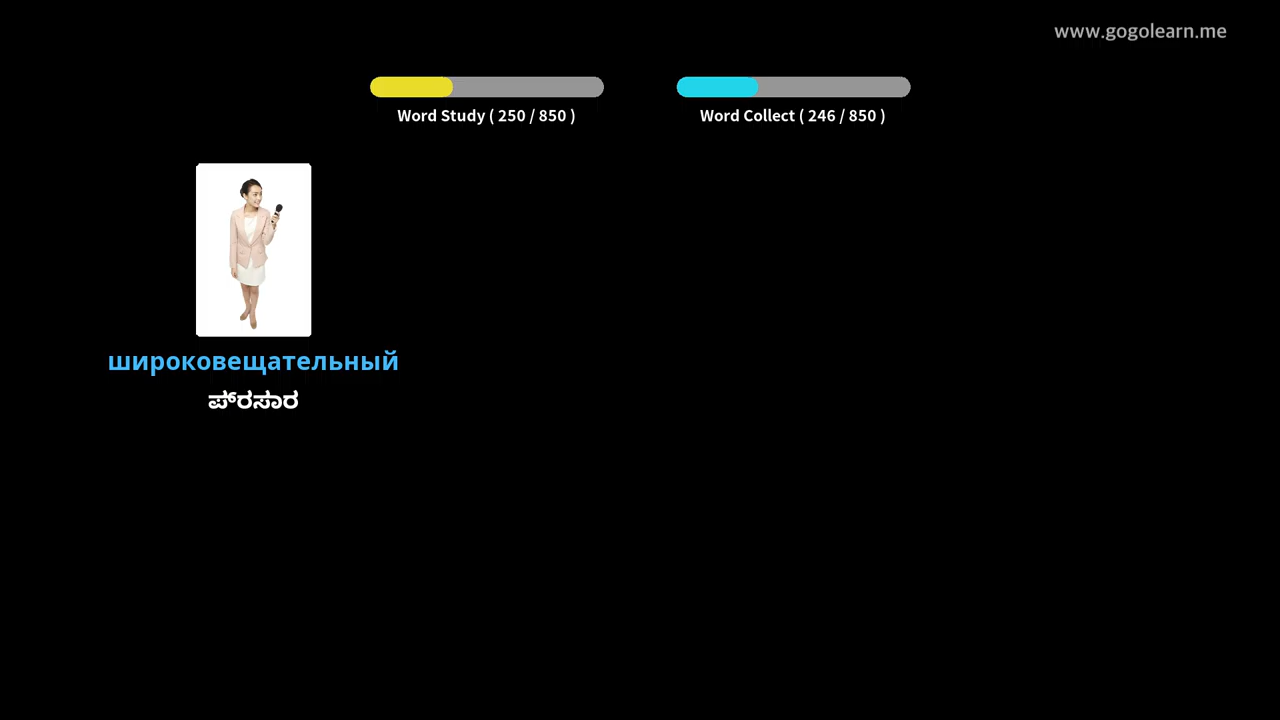 www.gogolearn.me
Word Study ( 250 / 850 )
Word Collect ( 246 / 850 )
широковещательный
ಪ್ರಸಾರ